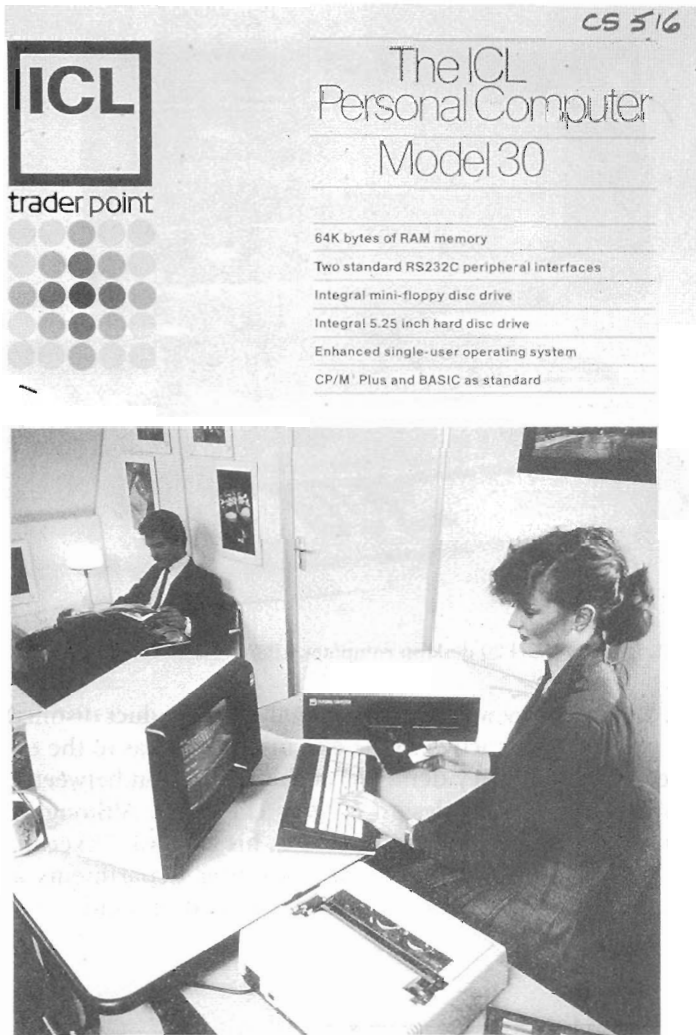 CS 516
ICL
trader point
The ICL
Personal Computer
Model 30
64K bytes of RAM memory
Two standard RS232C peripheral interfaces
Integral mini-floppy disc drive
Integral 5.25 inch hard disc drive
Enhanced single-user operating system
CP/M Plus and BASIC as standard